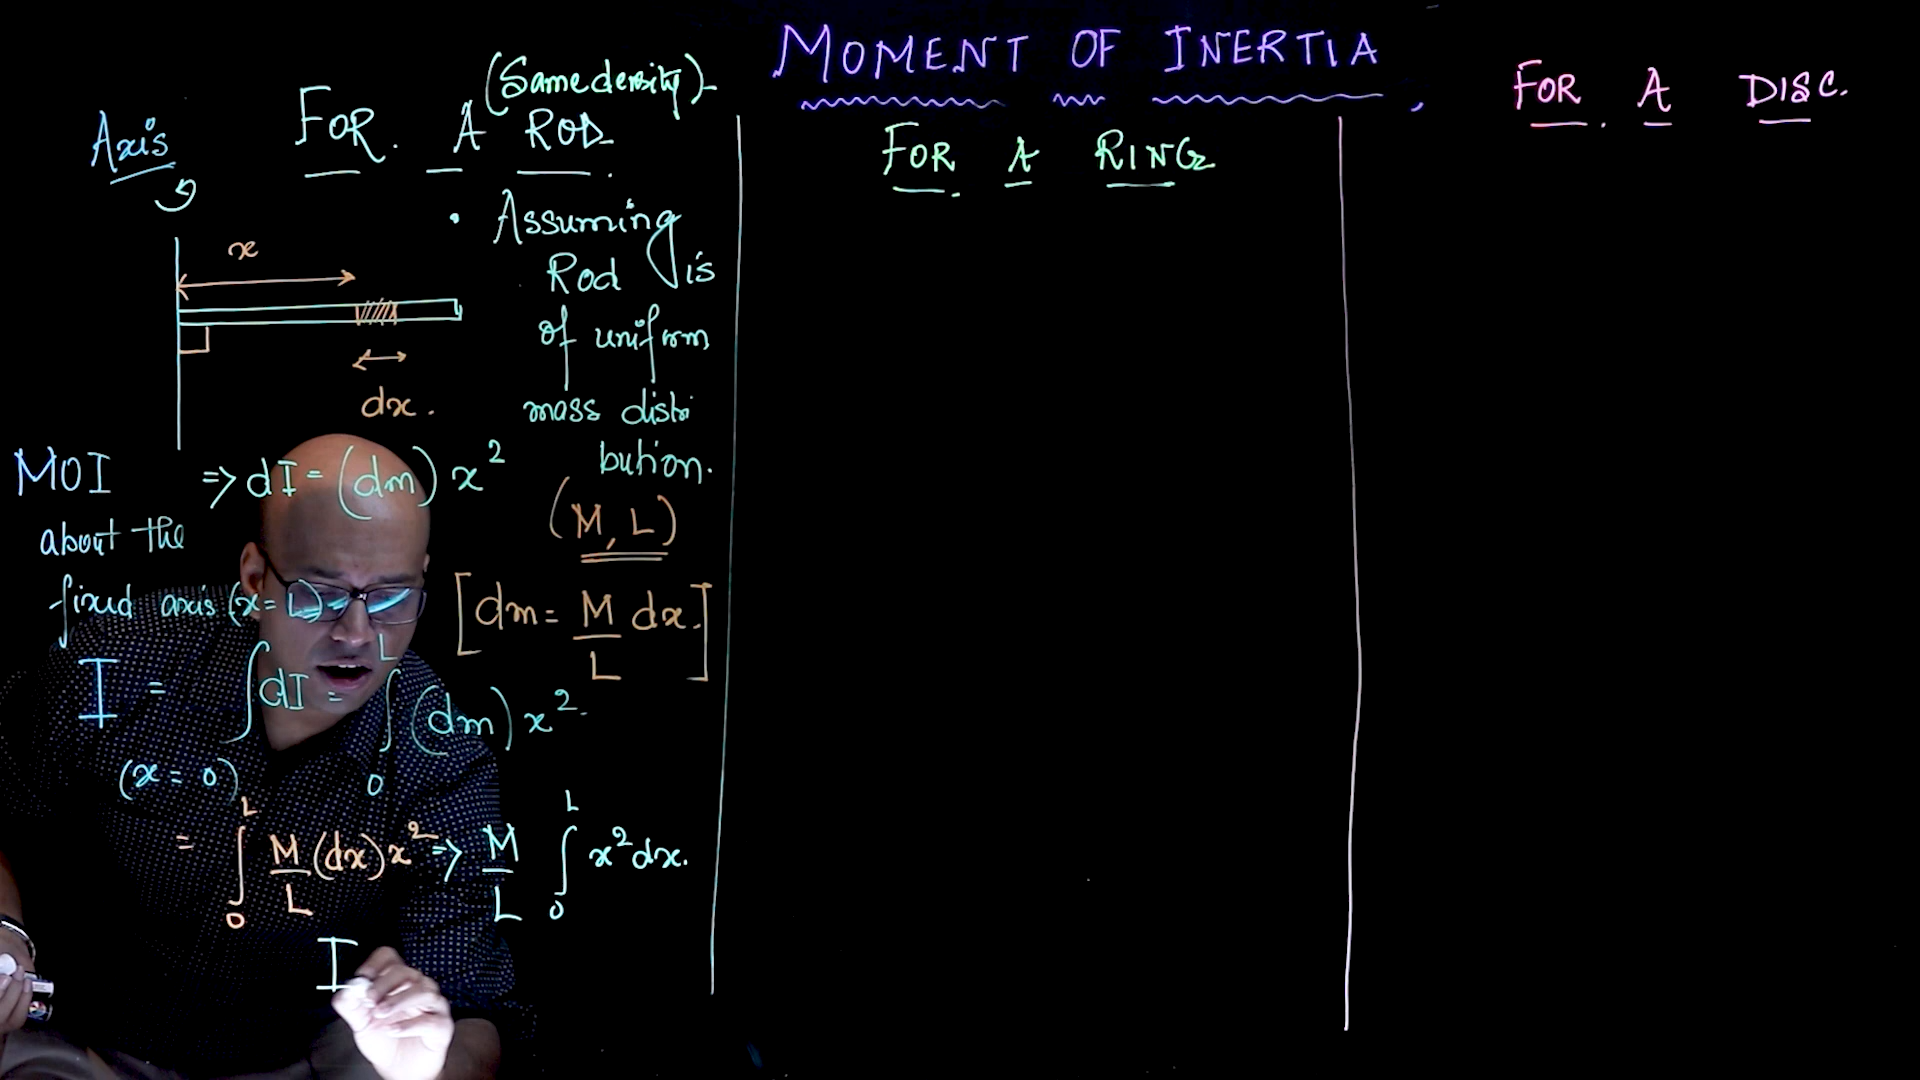 MOMENT OF INERTIA,
Axis
(Same density)
FOR A ROD.
x
dx.
• Assuming
Rod is
of uniform
mass distri
bution.
(M, L)
MOI ⇒ dI = (dm) x²
about the
fixed axis (x = L)
[dm = M/L dx.]
I = ∫dI = ∫₀ᴸ (dm) x²
(x = 0)
= ∫₀ᴸ M/L (dx) x² ⇒ M/L ∫₀ᴸ x² dx.
I
FOR A RING
FOR A DISC.